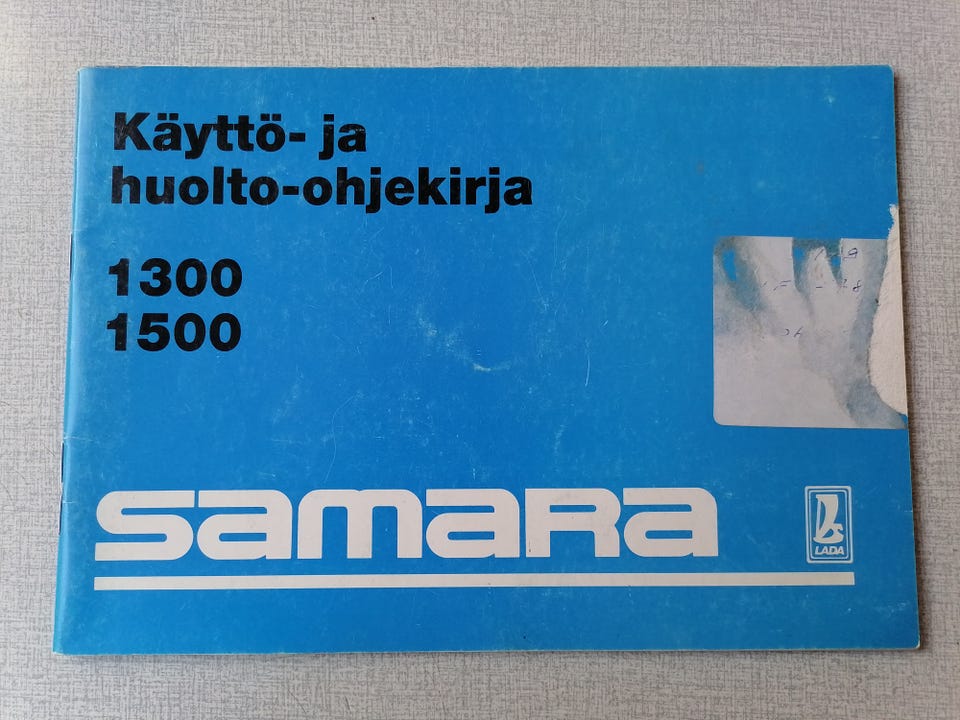 Käyttö- ja
huolto-ohjekirja
1300
1500
SAMARA
LADA